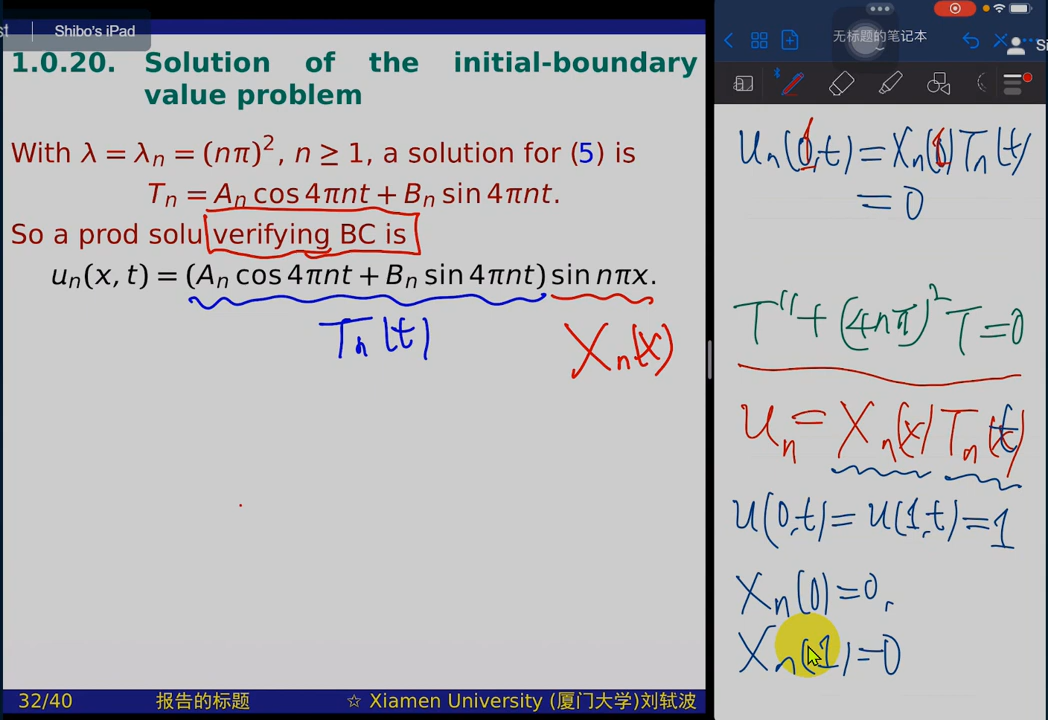 st | Shibo's iPad
1.0.20. Solution of the initial-boundary
value problem
With λ = λₙ = (nπ)², n ≥ 1, a solution for (5) is
Tₙ = Aₙ cos 4πnt + Bₙ sin 4πnt.
So a prod solu verifying BC is
uₙ(x, t) = (Aₙ cos 4πnt + Bₙ sin 4πnt) sin nπx.
Tₙ(t)
Xₙ(x)
32/40 报告的标题 ☆ Xiamen University (厦门大学)刘轼波
无标题的笔记本
Si
uₙ(1,t) = Xₙ(1)Tₙ(t)
= 0
T'' + (4nπ)²T = 0
uₙ = Xₙ(x)Tₙ(t)
u(0,t) = u(1,t) = 1
Xₙ(0) = 0,
Xₙ(1) = 0